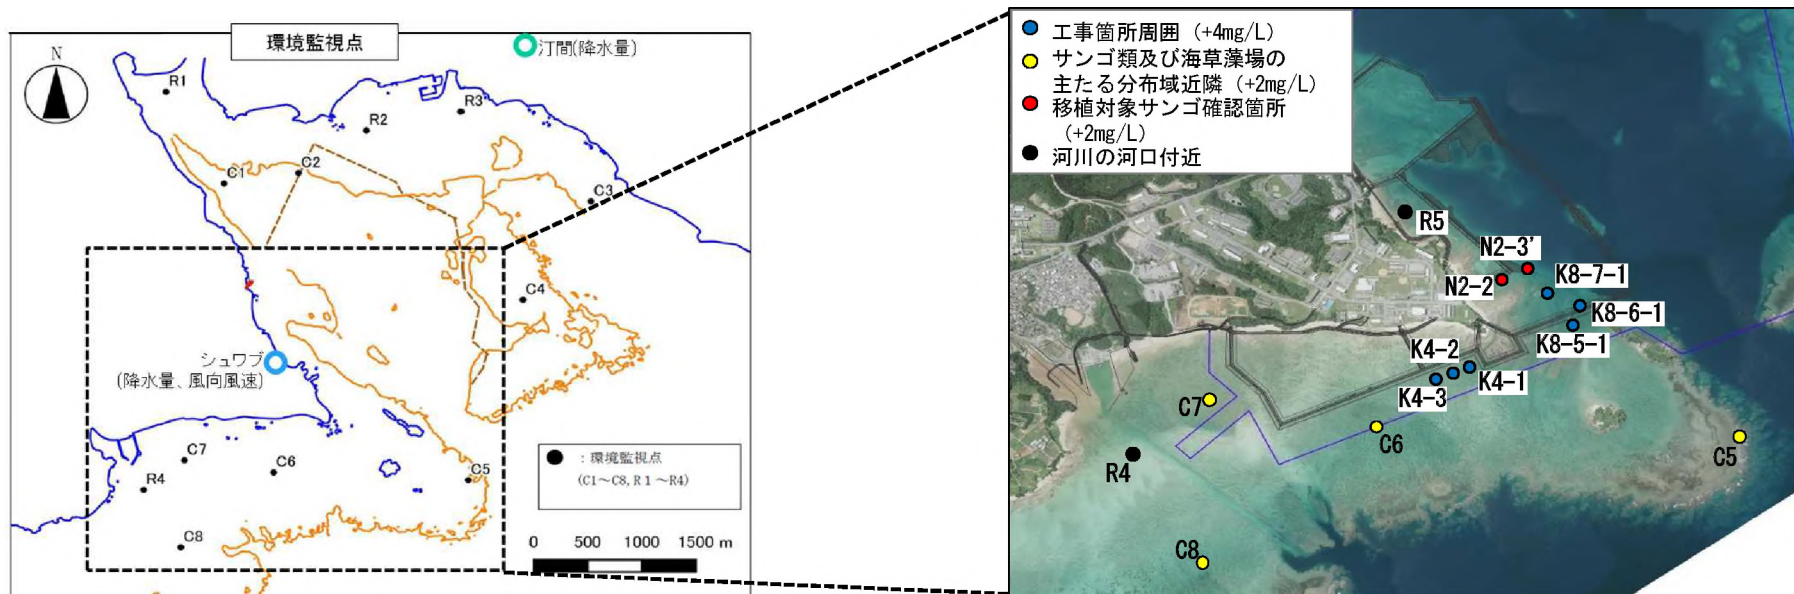 環境監視点
汀間(降水量)
N
R1
R2
R3
C1
C2
C3
C4
シュワブ
(降水量、風向風速)
C7
C6
C5
R4
C8
：環境監視点
(C1～C8,R１～R4)
0 500 1000 1500 m
工事箇所周囲（+4mg/L）
サンゴ類及び海草藻場の
主たる分布域近隣（+2mg/L）
移植対象サンゴ確認箇所
（+2mg/L）
河川の河口付近
R5
N2-3'
N2-2
K8-7-1
K8-6-1
K8-5-1
K4-2
K4-1
K4-3
C7
C6
C5
R4
C8